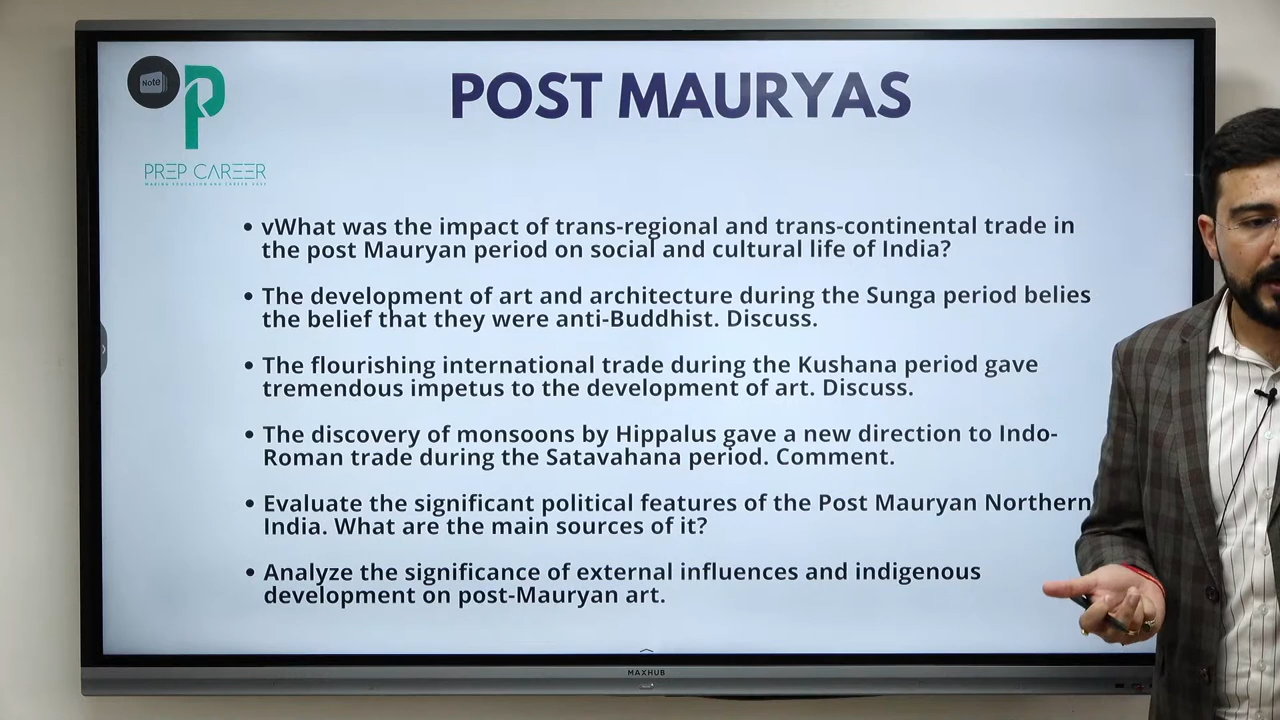 Note
POST MAURYAS
PREP CAREER
MAKING EDUCATION AND CAREER EASY
• vWhat was the impact of trans-regional and trans-continental trade in
the post Mauryan period on social and cultural life of India?
• The development of art and architecture during the Sunga period belies
the belief that they were anti-Buddhist. Discuss.
• The flourishing international trade during the Kushana period gave
tremendous impetus to the development of art. Discuss.
• The discovery of monsoons by Hippalus gave a new direction to Indo-
Roman trade during the Satavahana period. Comment.
• Evaluate the significant political features of the Post Mauryan Northern
India. What are the main sources of it?
• Analyze the significance of external influences and indigenous
development on post-Mauryan art.
MAXHUB